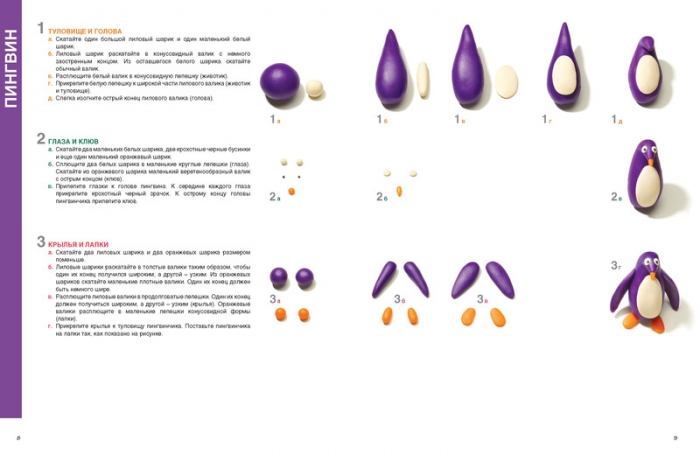 ПИНГВИН
1 ТУЛОВИЩЕ И ГОЛОВА
а. Скатайте один большой лиловый шарик и один маленький белый
шарик.
б. Лиловый шарик раскатайте в конусовидный валик с немного
заостренным концом. Из оставшегося белого шарика скатайте
обычный валик.
в. Расплющите белый валик в конусовидную лепешку (животик).
г. Прикрепите белую лепешку к широкой части лилового валика (животик
и туловище).
д. Слегка изогните острый конец лилового валика (голова).
1а
1б
1в
1г
1д
2 ГЛАЗА И КЛЮВ
а. Скатайте два маленьких белых шарика, две крохотные черные бусинки
и еще один маленький оранжевый шарик.
б. Сплющите два белых шарика в маленькие круглые лепешки (глаза).
Скатайте из оранжевого шарика маленький веретенообразный валик
с острым концом (клюв).
в. Прилепите глазки к голове пингвина. К середине каждого глаза
прикрепите крохотный черный зрачок. К острому концу головы
пингвинчика прилепите клюв.
2а
2б
2в
3 КРЫЛЬЯ И ЛАПКИ
а. Скатайте два лиловых шарика и два оранжевых шарика размером
поменьше.
б. Лиловые шарики раскатайте в толстые валики таким образом, чтобы
один их конец получился широким, а другой – узким. Из оранжевых
шариков скатайте маленькие плотные валики. Один их конец должен
быть немного шире.
в. Расплющите лиловые валики в продолговатые лепешки. Один их конец
должен получиться широким, а другой – узким (крылья). Оранжевые
валики расплющите в маленькие лепешки конусовидной формы
(лапки).
г. Прикрепите крылья к туловищу пингвинчика. Поставьте пингвинчика
на лапки так, как показано на рисунке.
3а
3б
3в
3г
8
9